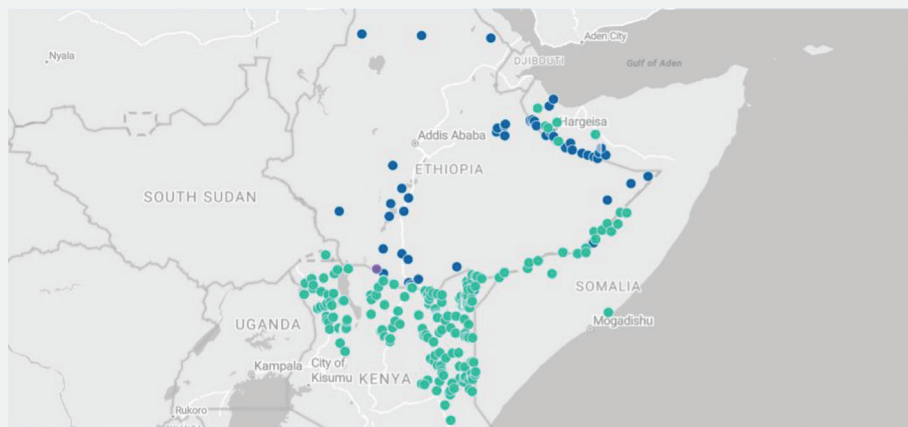 Nyala
Aden City
DJIBOUTI
Gulf of Aden
Hargeisa
Addis Ababa
ETHIOPIA
SOUTH SUDAN
SOMALIA
UGANDA
Mogadishu
Kampala
City of
Kisumu
KENYA
Rukoro